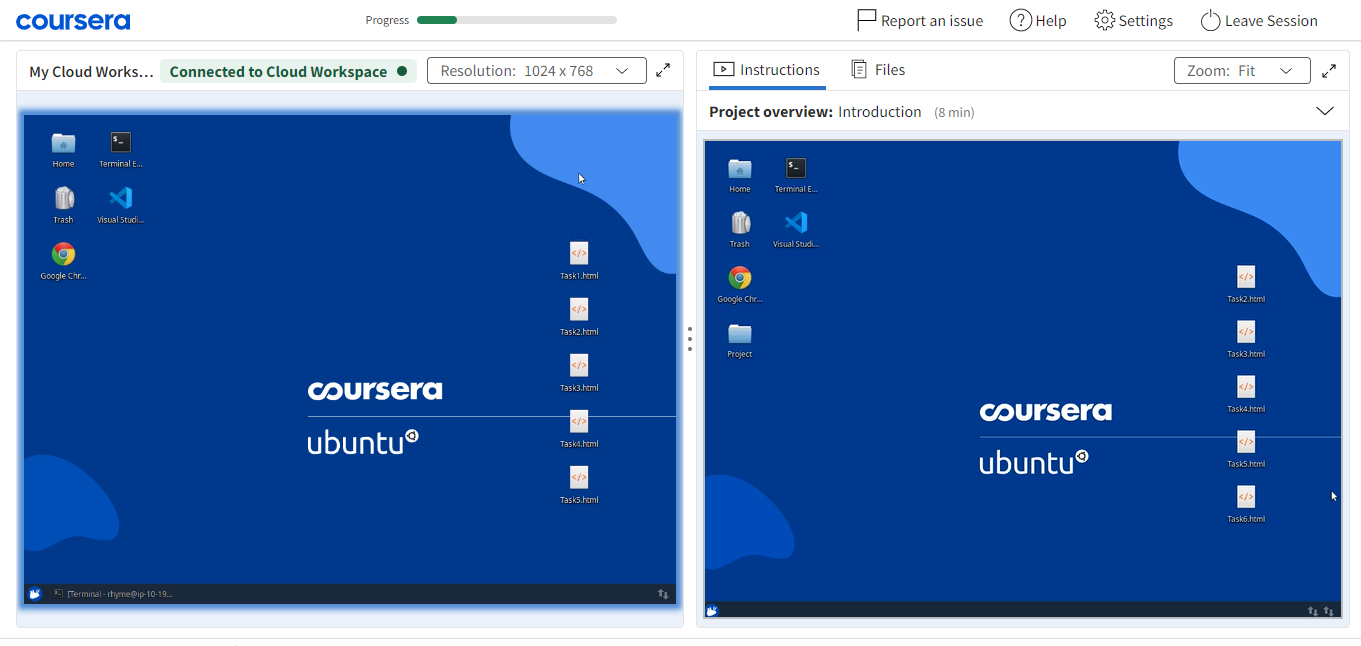 coursera
Progress
Report an issue
Help
Settings
Leave Session
My Cloud Works...
Connected to Cloud Workspace
Resolution: 1024 x 768
Home
Terminal E...
Trash
Visual Studi...
Google Chr...
Task1.html
Task2.html
Task3.html
Task4.html
Task5.html
coursera
ubuntu
[Terminal - rhyme@ip-10-19...
Instructions
Files
Zoom: Fit
Project overview: Introduction (8 min)
Home
Terminal E...
Trash
Visual Studi...
Google Chr...
Project
Task2.html
Task3.html
Task4.html
Task5.html
Task6.html
coursera
ubuntu